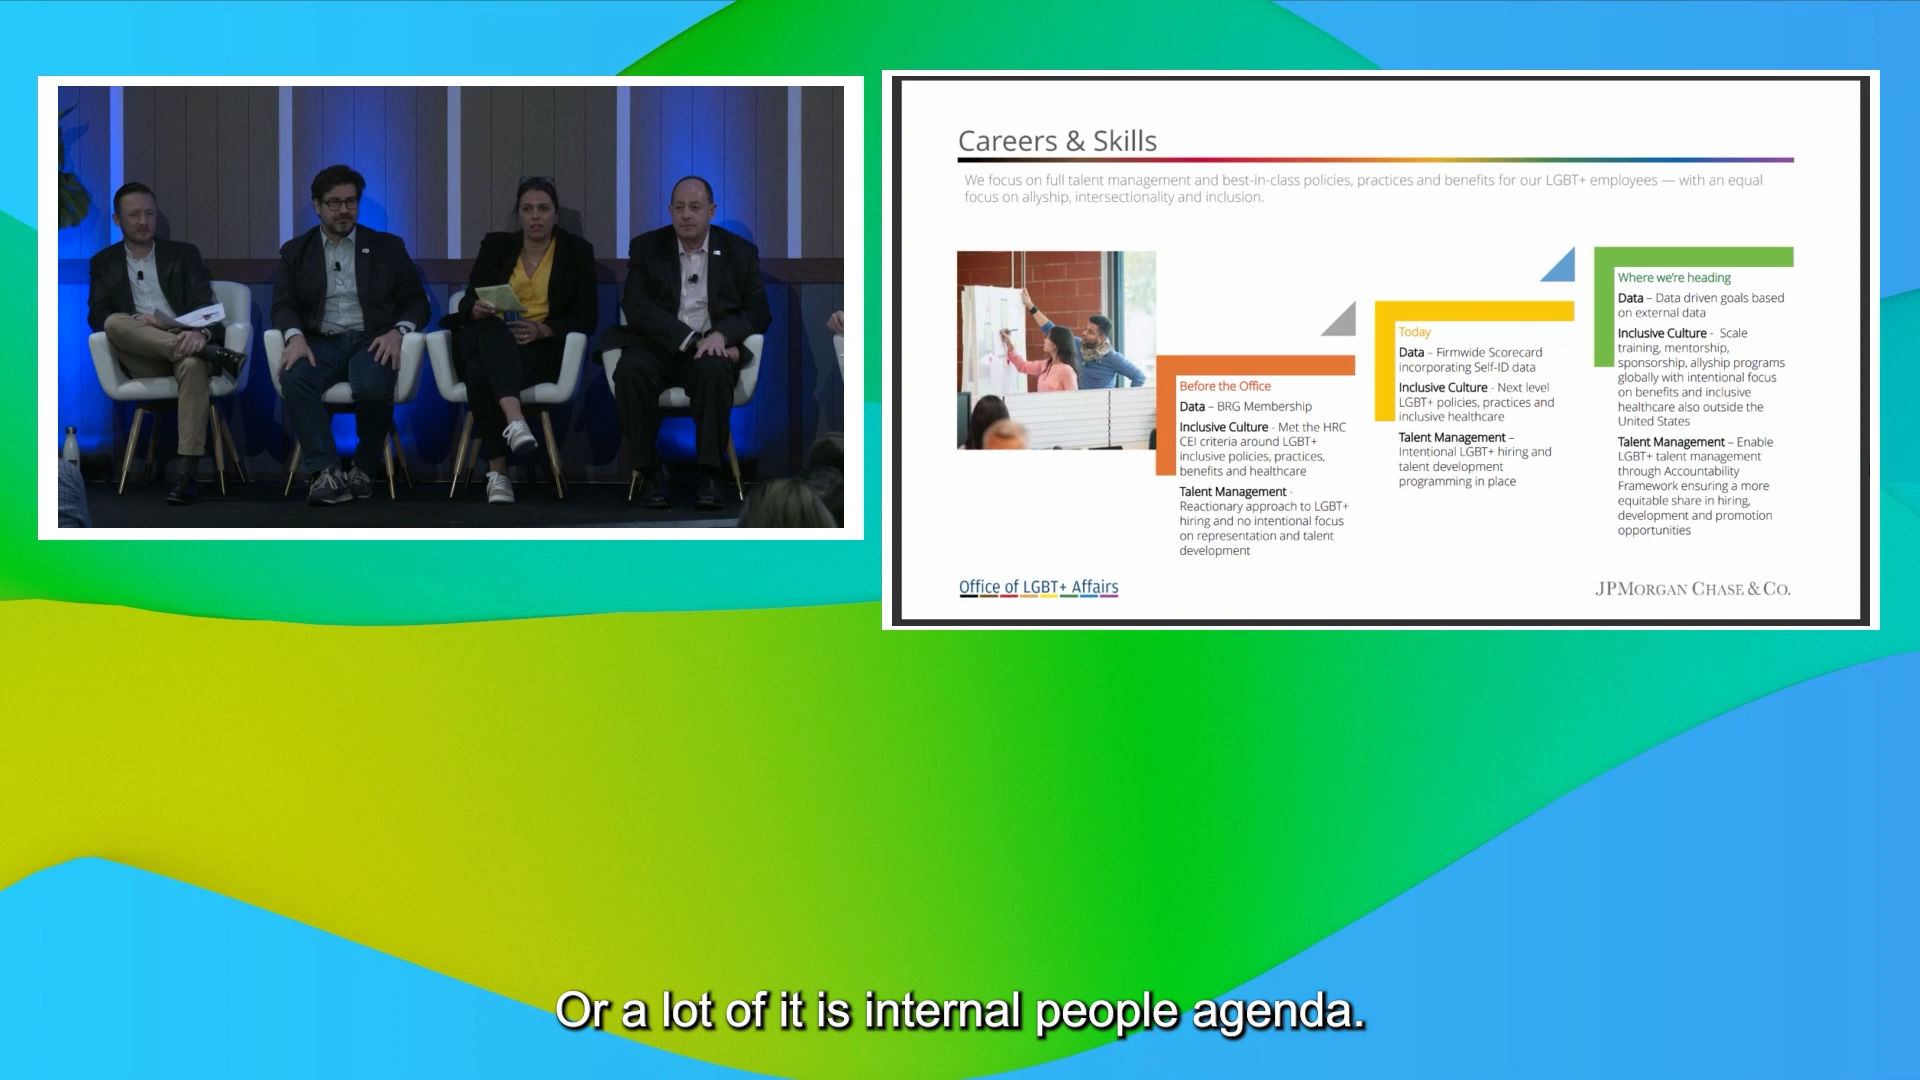 Careers & Skills
We focus on full talent management and best-in-class policies, practices and benefits for our LGBT+ employees — with an equal
focus on allyship, intersectionality and inclusion.
Before the Office
Data – BRG Membership
Inclusive Culture - Met the HRC
CEI criteria around LGBT+
inclusive policies, practices,
benefits and healthcare
Talent Management -
Reactionary approach to LGBT+
hiring and no intentional focus
on representation and talent
development
Today
Data – Firmwide Scorecard
incorporating Self-ID data
Inclusive Culture - Next level
LGBT+ policies, practices and
inclusive healthcare
Talent Management –
Intentional LGBT+ hiring and
talent development
programming in place
Where we're heading
Data – Data driven goals based
on external data
Inclusive Culture - Scale
training, mentorship,
sponsorship, allyship programs
globally with intentional focus
on benefits and inclusive
healthcare also outside the
United States
Talent Management – Enable
LGBT+ talent management
through Accountability
Framework ensuring a more
equitable share in hiring,
development and promotion
opportunities
Office of LGBT+ Affairs
JPMORGAN CHASE & CO.
Or a lot of it is internal people agenda.